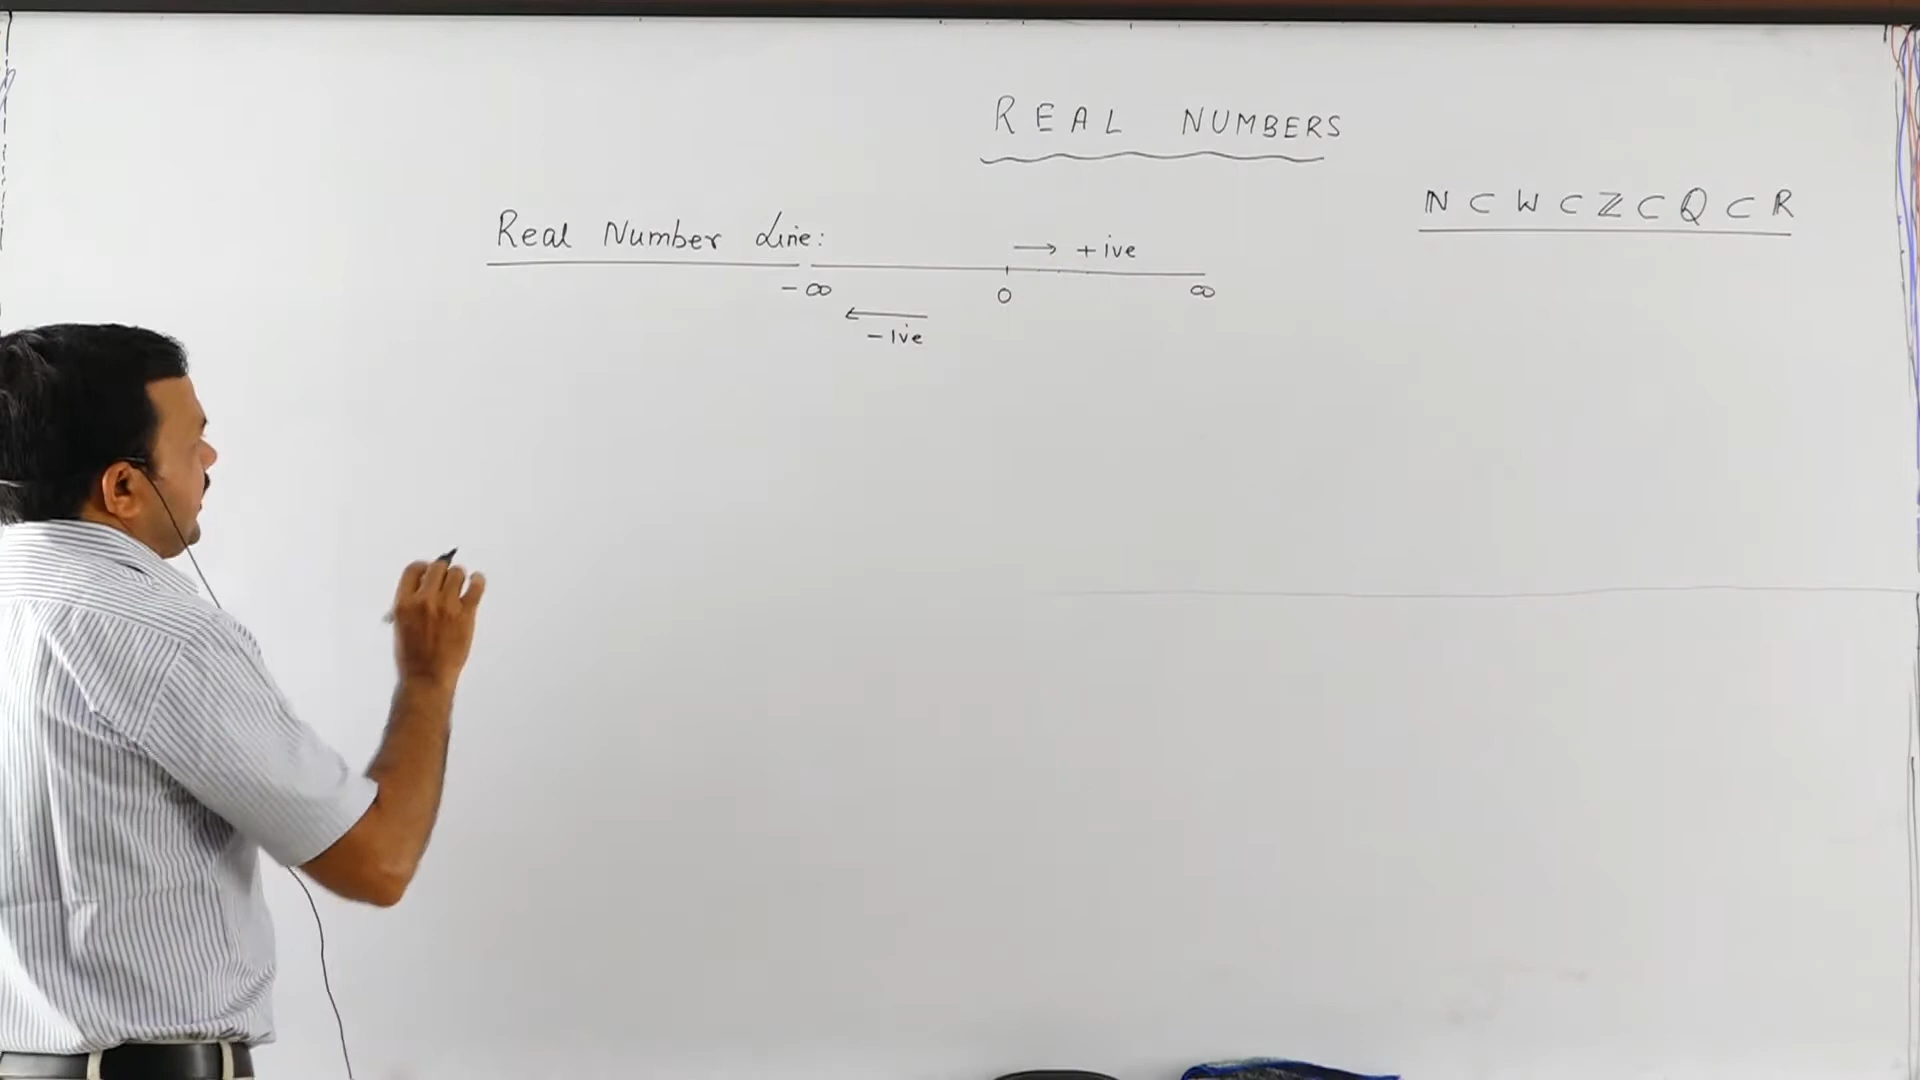 REAL NUMBERS
N ⊂ W ⊂ Z ⊂ Q ⊂ R
Real Number Line:
→ +ive
-∞ 0 ∞
←
-ive